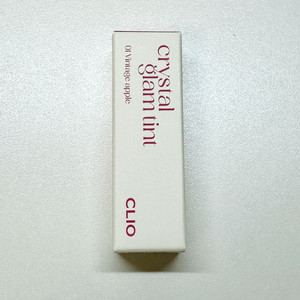 crystal
glam tint
01 Vintage apple
CLIO